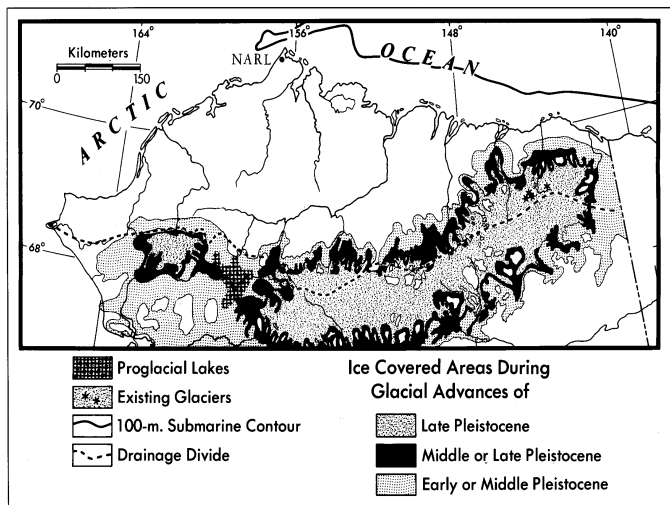 164°
156°
148°
140°
Kilometers
0 150
NARL
ARCTIC OCEAN
70°
68°
Proglacial Lakes
Existing Glaciers
100-m. Submarine Contour
Drainage Divide
Ice Covered Areas During
Glacial Advances of
Late Pleistocene
Middle or Late Pleistocene
Early or Middle Pleistocene